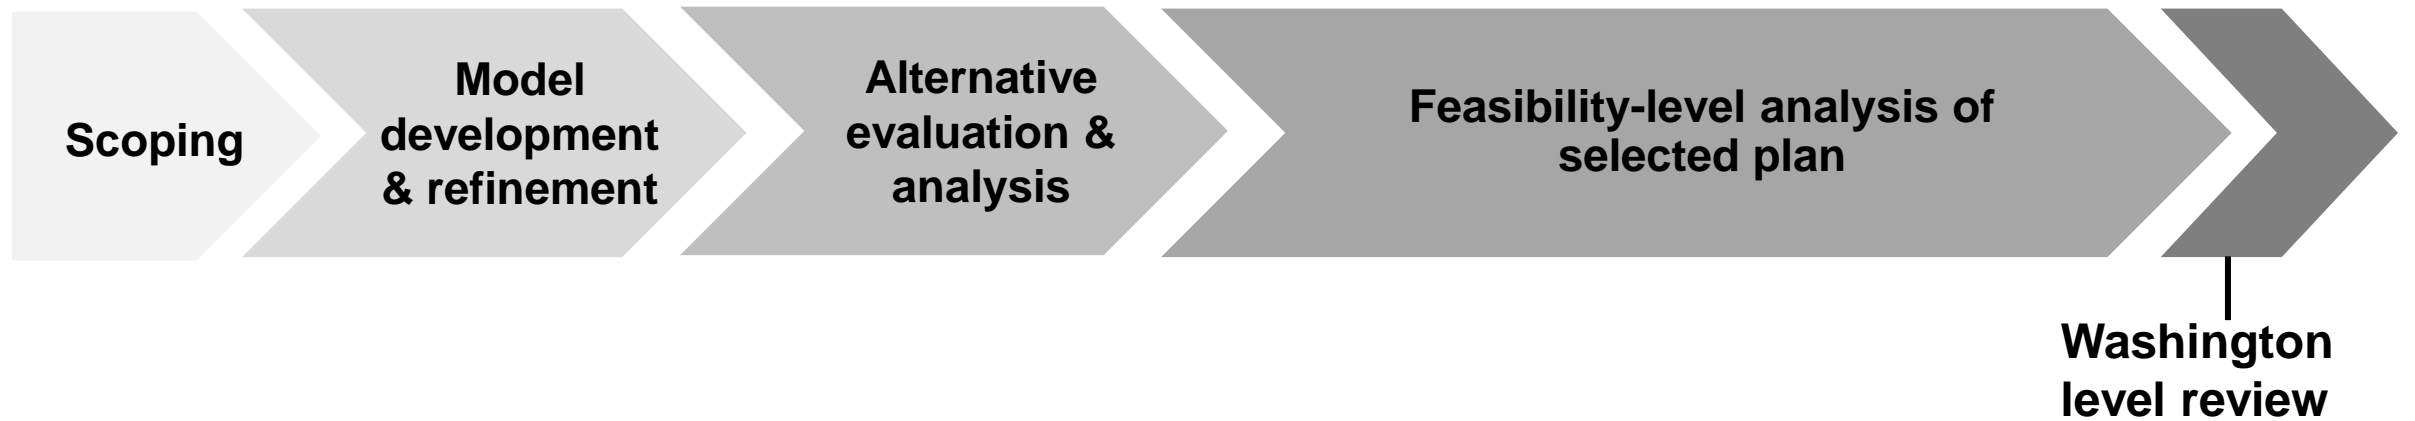 Scoping
Model
development
& refinement
Alternative
evaluation &
analysis
Feasibility-level analysis of
selected plan
Washington
level review